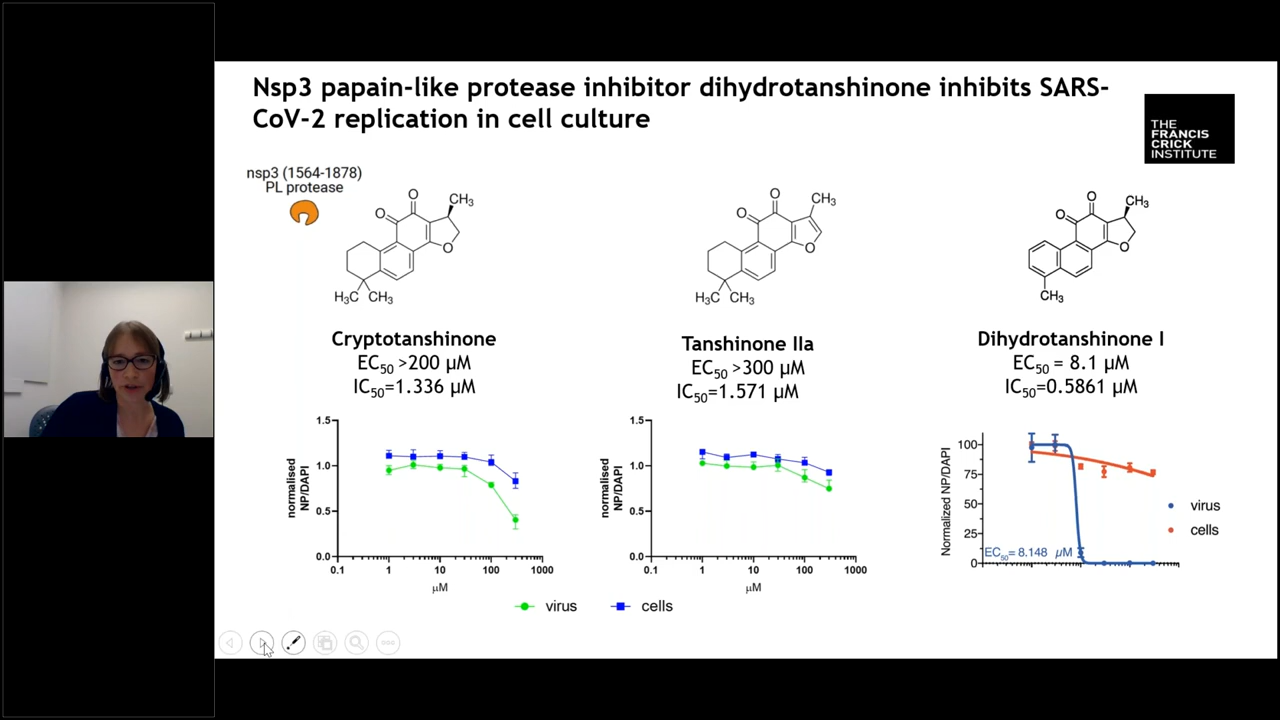 Nsp3 papain-like protease inhibitor dihydrotanshinone inhibits SARS-
CoV-2 replication in cell culture
THE
FRANCIS
CRICK
INSTITUTE
nsp3 (1564-1878)
PL protease
O
O
CH₃
O
H₃C CH₃
O
O
CH₃
O
H₃C CH₃
O
O
CH₃
O
CH₃
Cryptotanshinone
EC₅₀ >200 µM
IC₅₀=1.336 µM
Tanshinone IIa
EC₅₀ >300 µM
IC₅₀=1.571 µM
Dihydrotanshinone I
EC₅₀ = 8.1 µM
IC₅₀=0.5861 µM
normalised
NP/DAPI
1.5
1.0
0.5
0.0
0.1 1 10 100 1000
µM
normalised
NP/DAPI
1.5
1.0
0.5
0.0
0.1 1 10 100 1000
µM
virus
cells
Normalized NP/DAPI
100
75
50
25
0
EC₅₀= 8.148 µM
virus
cells